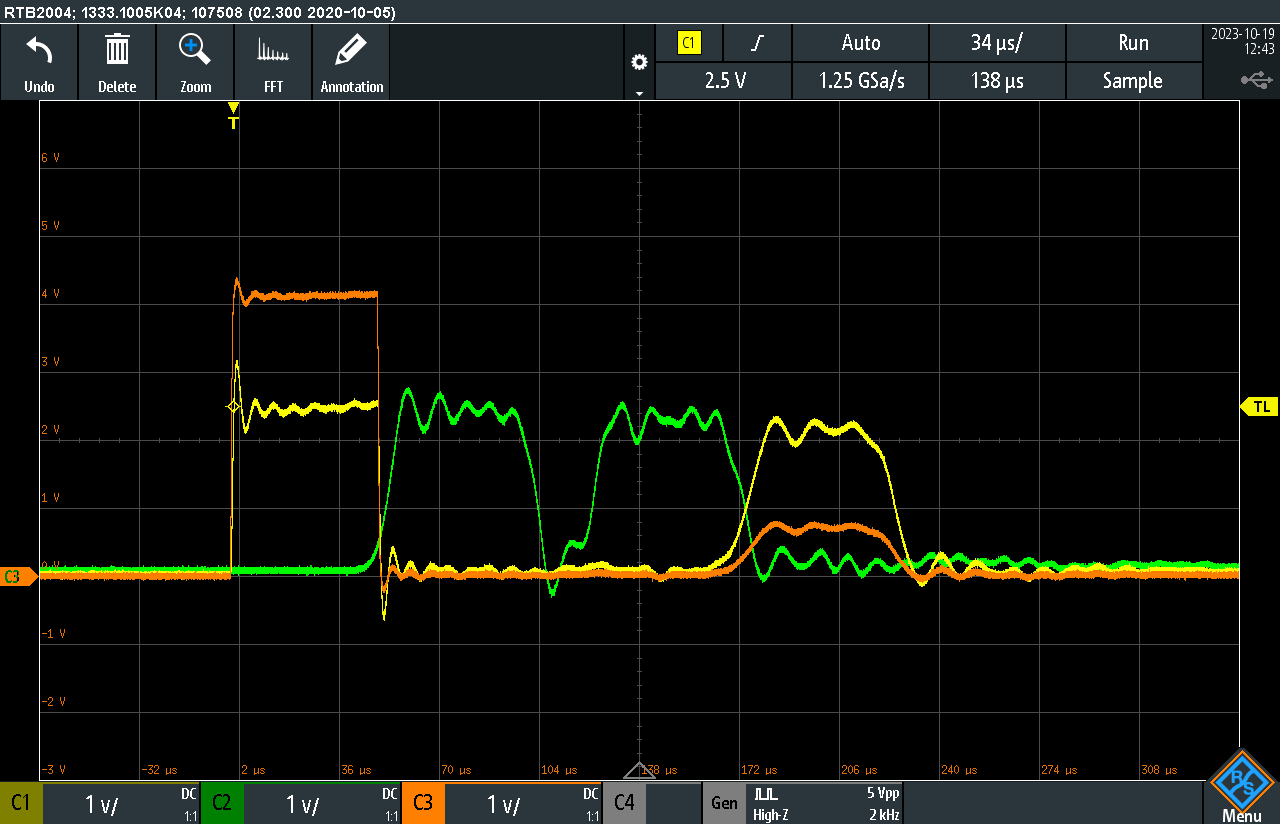 RTB2004; 1333.1005K04; 107508 (02.300 2020-10-05)
Undo
Delete
Zoom
FFT
Annotation
C1
Auto
34 µs/
Run
2.5 V
1.25 GSa/s
138 µs
Sample
2023-10-19
12:43
T
6 V
5 V
4 V
3 V
2 V
1 V
0 V
-1 V
-2 V
-3 V
TL
C3
-32 µs
2 µs
36 µs
70 µs
104 µs
138 µs
172 µs
206 µs
240 µs
274 µs
308 µs
C1
1 V/
DC
1:1
C2
1 V/
DC
1:1
C3
1 V/
DC
1:1
C4
Gen
High-Z
5 Vpp
2 kHz
R S
Menu